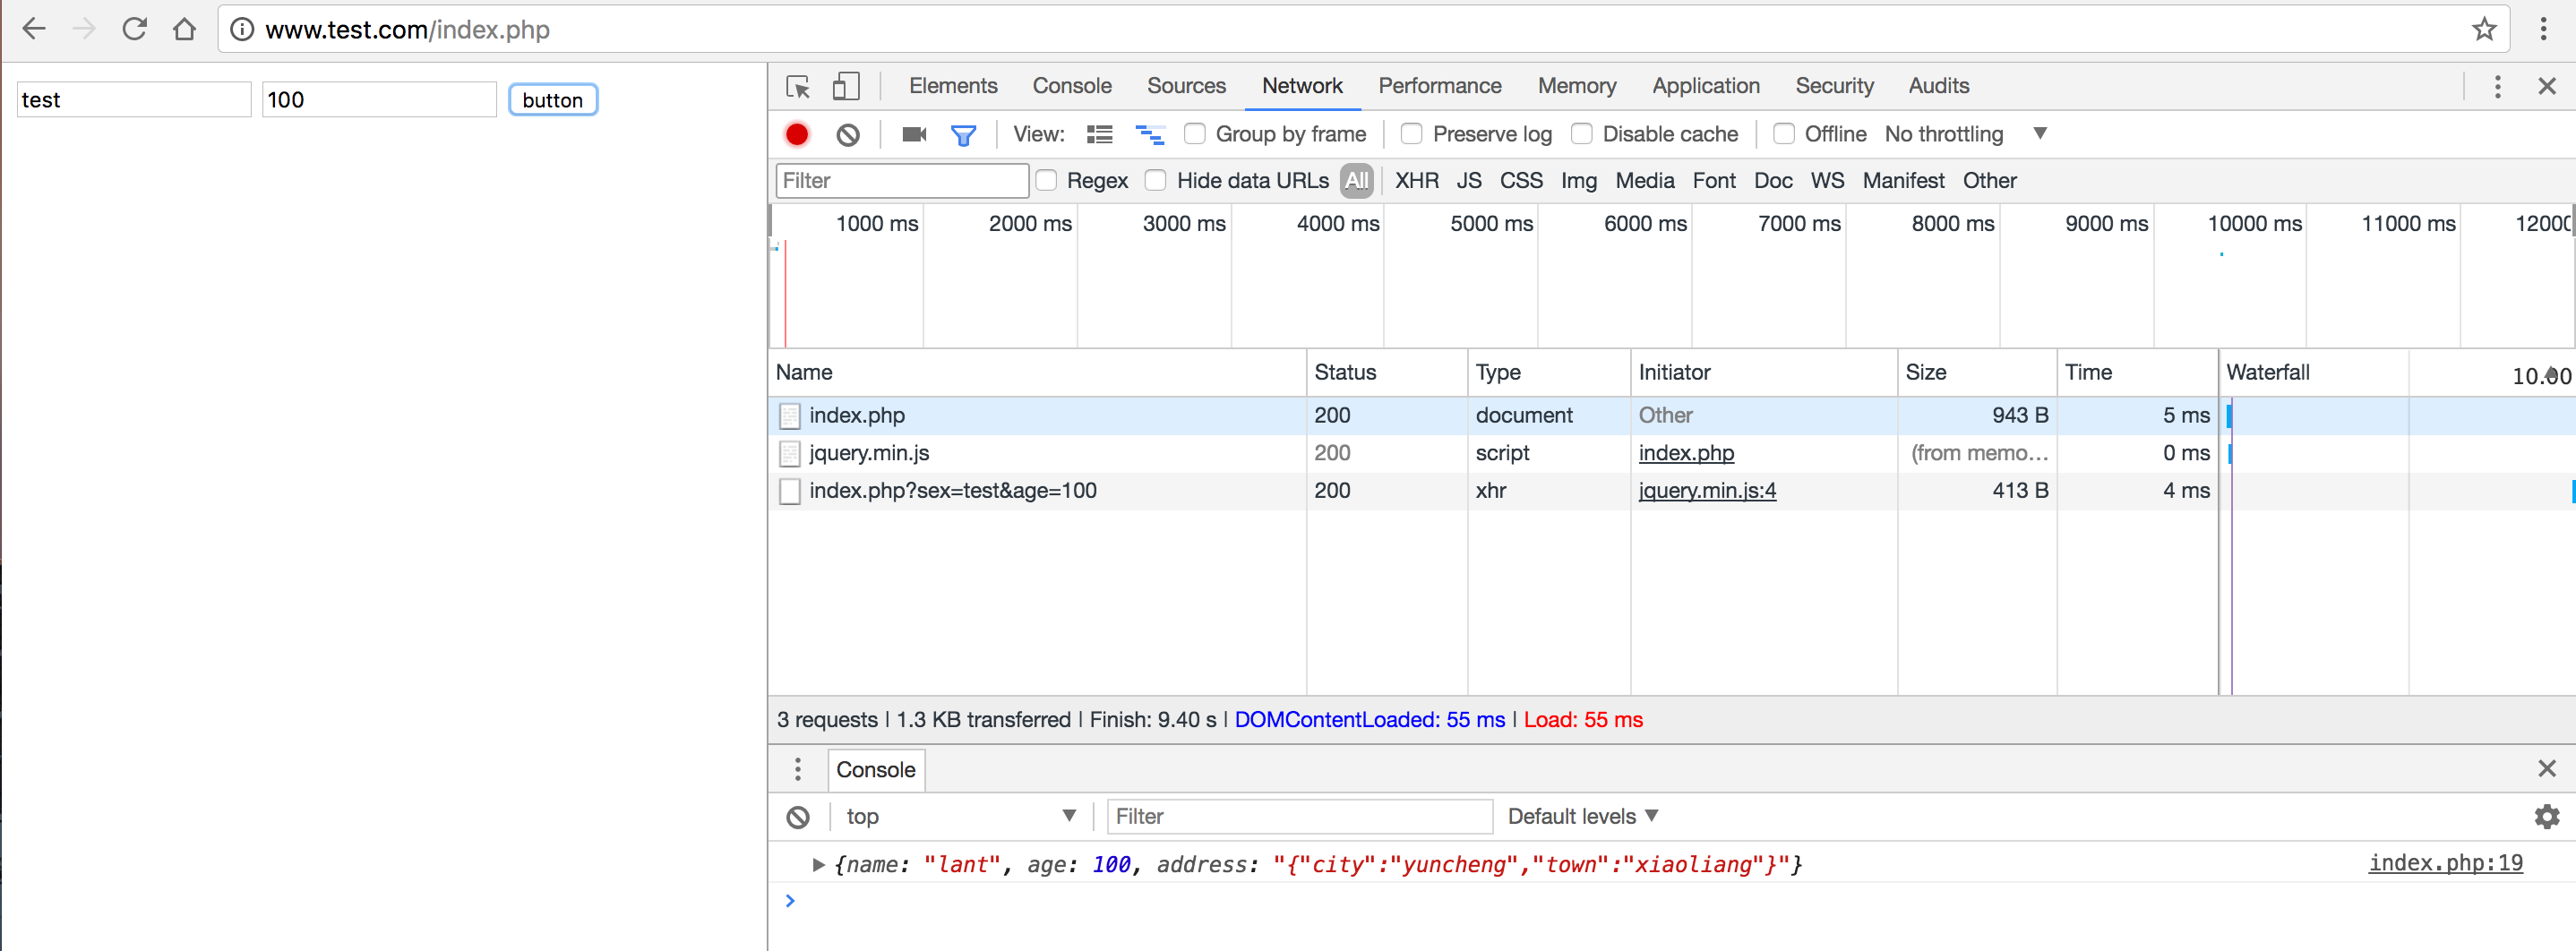 www.test.com/index.php
test 100 button
Elements Console Sources Network Performance Memory Application Security Audits
View: Group by frame Preserve log Disable cache Offline No throttling
Filter Regex Hide data URLs All XHR JS CSS Img Media Font Doc WS Manifest Other
1000 ms 2000 ms 3000 ms 4000 ms 5000 ms 6000 ms 7000 ms 8000 ms 9000 ms 10000 ms 11000 ms
Name Status Type Initiator Size Time Waterfall
index.php 200 document Other 943 B 5 ms
jquery.min.js 200 script index.php (from memo... 0 ms
index.php?sex=test&age=100 200 xhr jquery.min.js:4 413 B 4 ms
3 requests | 1.3 KB transferred | Finish: 9.40 s | DOMContentLoaded: 55 ms | Load: 55 ms
Console
top Filter Default levels
{name: "lant", age: 100, address: "{"city":"yuncheng","town":"xiaoliang"}"} index.php:19